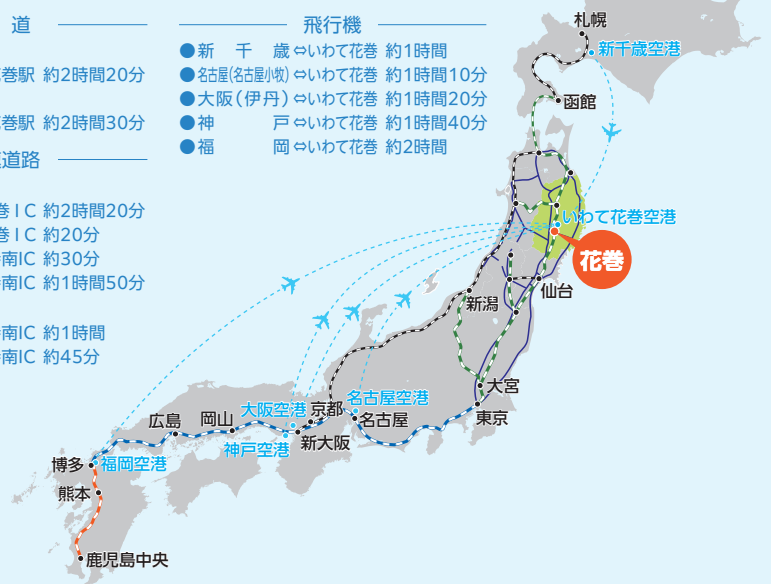 道
巻駅 約2時間20分
巻駅 約2時間30分
道路
巻IC 約2時間20分
巻IC 約20分
南IC 約30分
南IC 約1時間50分
南IC 約1時間
南IC 約45分
飛行機
●新千歳⇔いわて花巻 約1時間
●名古屋(名古屋小牧)⇔いわて花巻 約1時間10分
●大阪(伊丹)⇔いわて花巻 約1時間20分
●神戸⇔いわて花巻 約1時間40分
●福岡⇔いわて花巻 約2時間
札幌
新千歳空港
函館
いわて花巻空港
花巻
仙台
新潟
大宮
東京
名古屋空港
名古屋
京都
大阪空港
新大阪
神戸空港
岡山
広島
福岡空港
博多
熊本
鹿児島中央